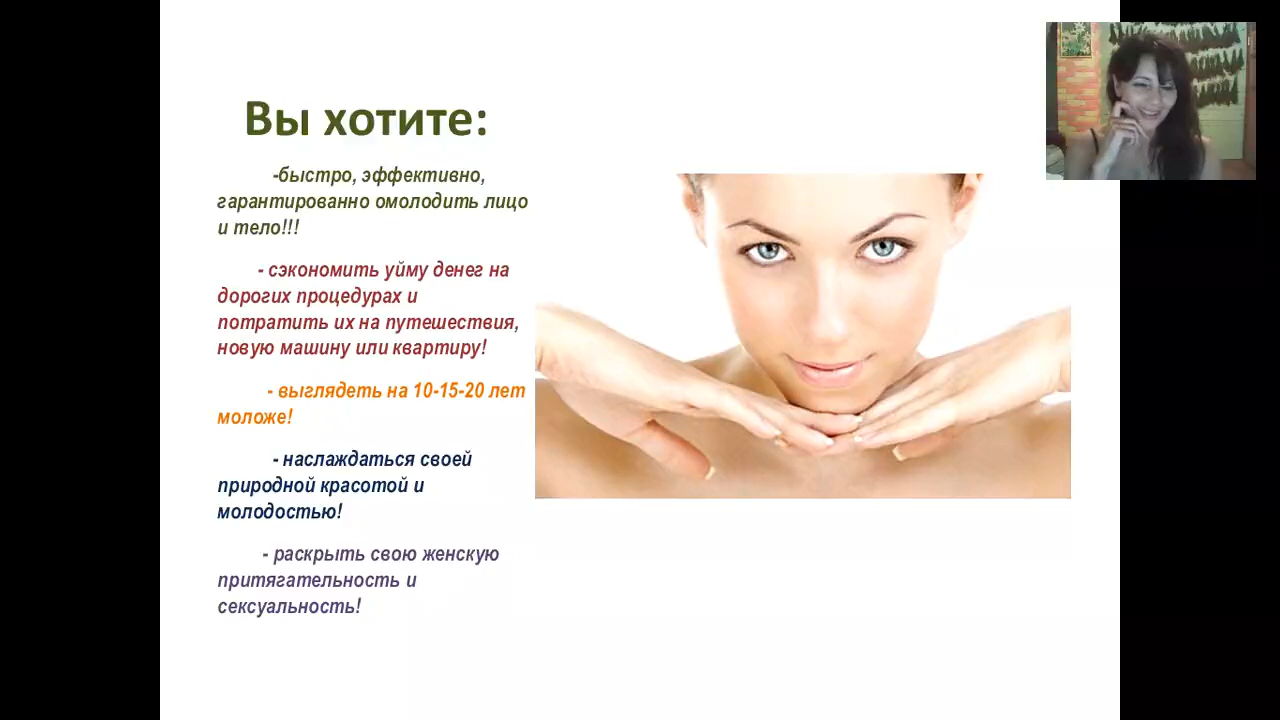 Вы хотите:
-быстро, эффективно,
гарантированно омолодить лицо
и тело!!!
- сэкономить уйму денег на
дорогих процедурах и
потратить их на путешествия,
новую машину или квартиру!
- выглядеть на 10-15-20 лет
моложе!
- наслаждаться своей
природной красотой и
молодостью!
- раскрыть свою женскую
притягательность и
сексуальность!